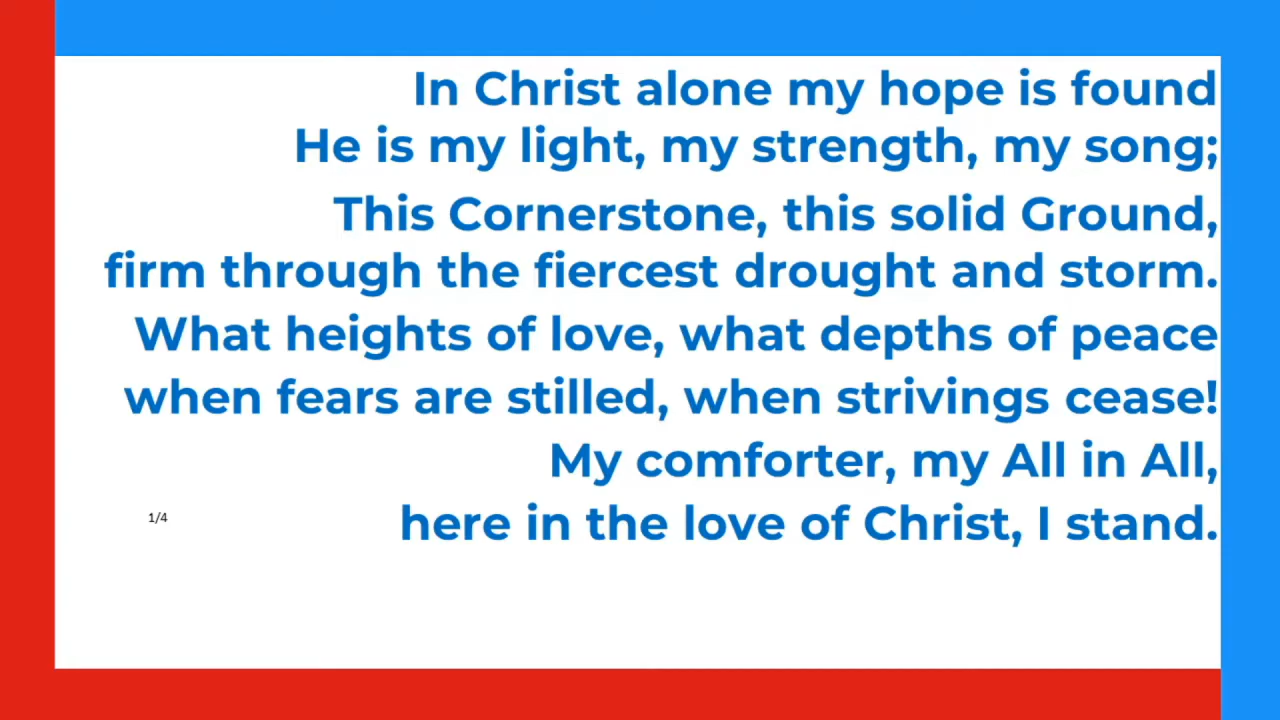 In Christ alone my hope is found
He is my light, my strength, my song;
This Cornerstone, this solid Ground,
firm through the fiercest drought and storm.
What heights of love, what depths of peace
when fears are stilled, when strivings cease!
My comforter, my All in All,
here in the love of Christ, I stand.
1/4